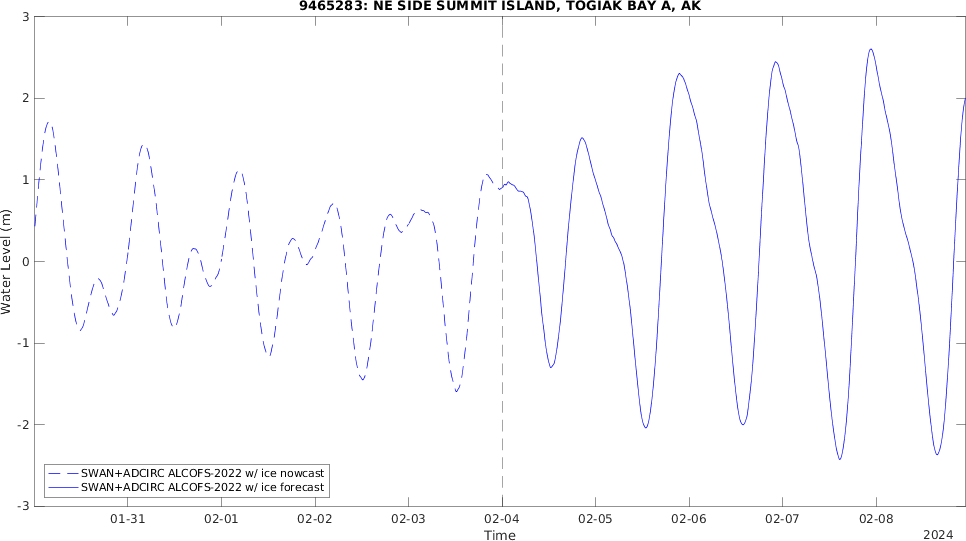 9465283: NE SIDE SUMMIT ISLAND, TOGIAK BAY A, AK
3
2
1
0
-1
-2
-3
Water Level (m)
SWAN+ADCIRC ALCOFS-2022 w/ ice nowcast
SWAN+ADCIRC ALCOFS-2022 w/ ice forecast
01-31 02-01 02-02 02-03 02-04 02-05 02-06 02-07 02-08
Time
2024